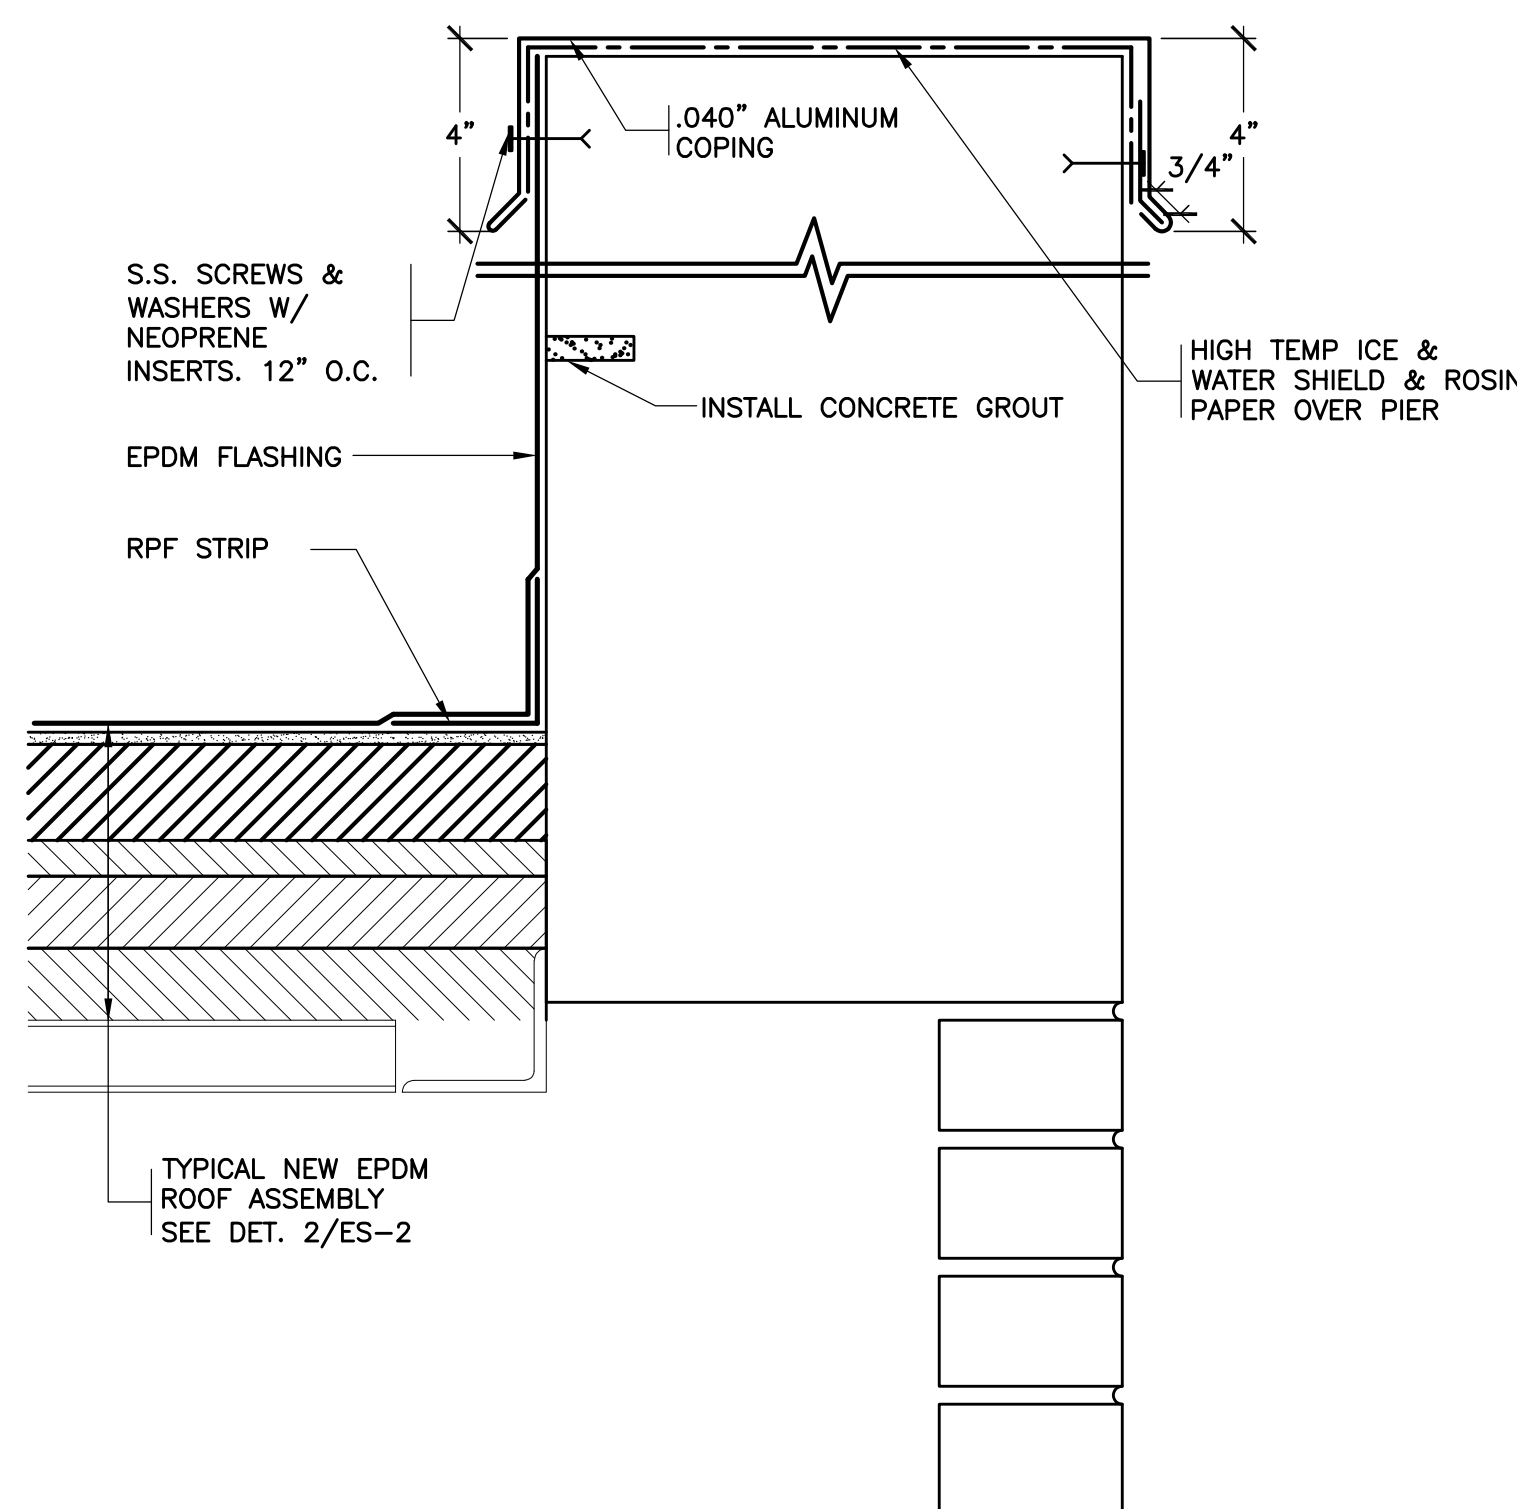 4”
.040” ALUMINUM
COPING
4”
3/4”
S.S. SCREWS &
WASHERS W/
NEOPRENE
INSERTS. 12” O.C.
HIGH TEMP ICE &
WATER SHIELD & ROSIN
PAPER OVER PIER
INSTALL CONCRETE GROUT
EPDM FLASHING
RPF STRIP
TYPICAL NEW EPDM
ROOF ASSEMBLY
SEE DET. 2/ES-2